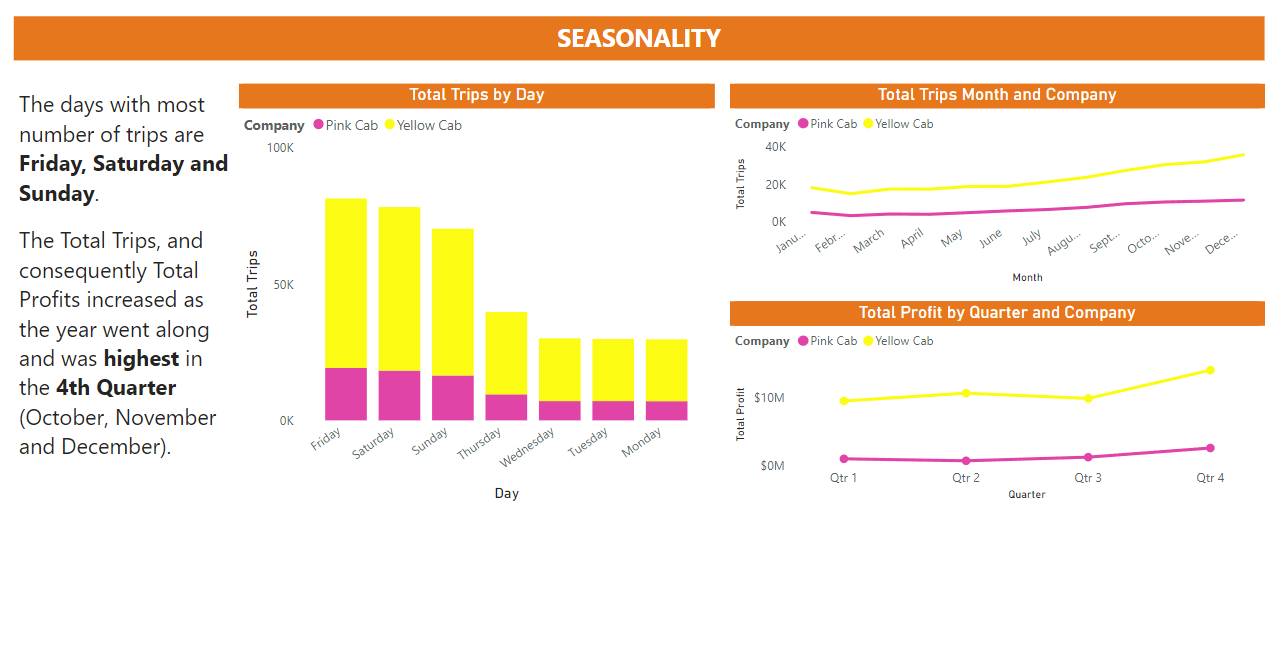 SEASONALITY
The days with most
number of trips are
Friday, Saturday and
Sunday.
The Total Trips, and
consequently Total
Profits increased as
the year went along
and was highest in
the 4th Quarter
(October, November
and December).
Total Trips by Day
Company Pink Cab Yellow Cab
100K
50K
0K
Total Trips
Friday
Saturday
Sunday
Thursday
Wednesday
Tuesday
Monday
Day
Total Trips Month and Company
Company Pink Cab Yellow Cab
40K
20K
0K
Total Trips
Janu...
Febr...
March
April
May
June
July
Augu...
Sept...
Octo...
Nove...
Dece...
Month
Total Profit by Quarter and Company
Company Pink Cab Yellow Cab
$10M
$0M
Total Profit
Qtr 1
Qtr 2
Qtr 3
Qtr 4
Quarter